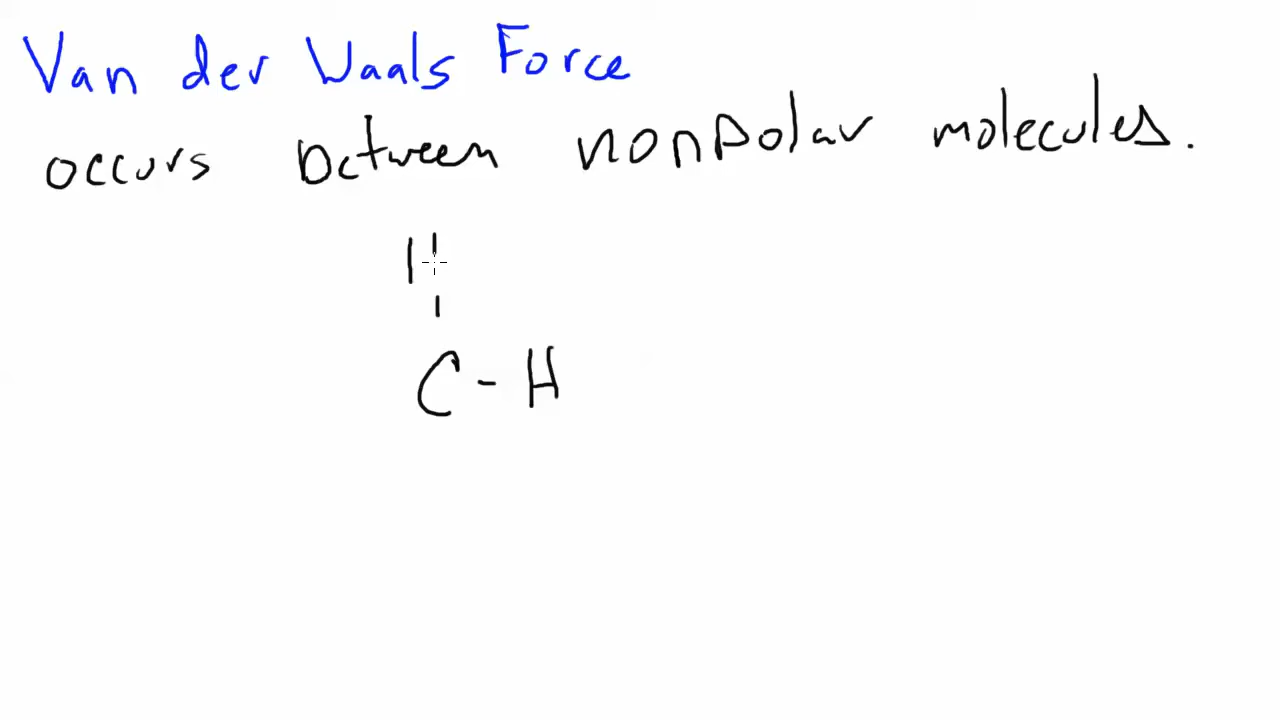 Van der Waals Force
occurs between nonpolar molecules.
C - H